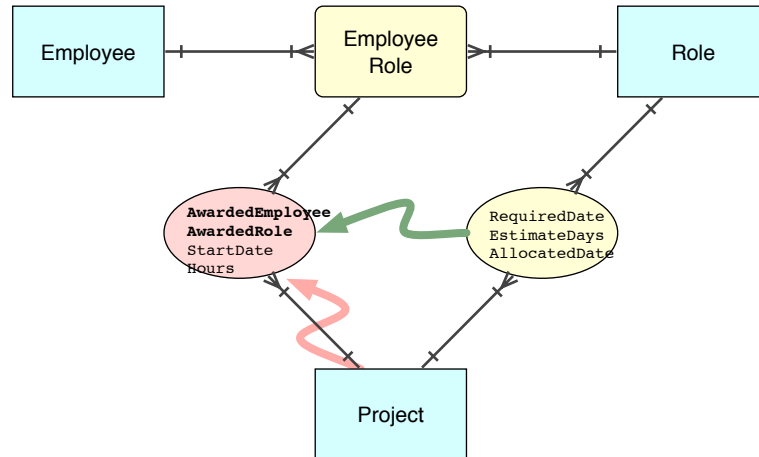 Employee
Employee
Role
Role
AwardedEmployee
AwardedRole
StartDate
Hours
RequiredDate
EstimateDays
AllocatedDate
Project